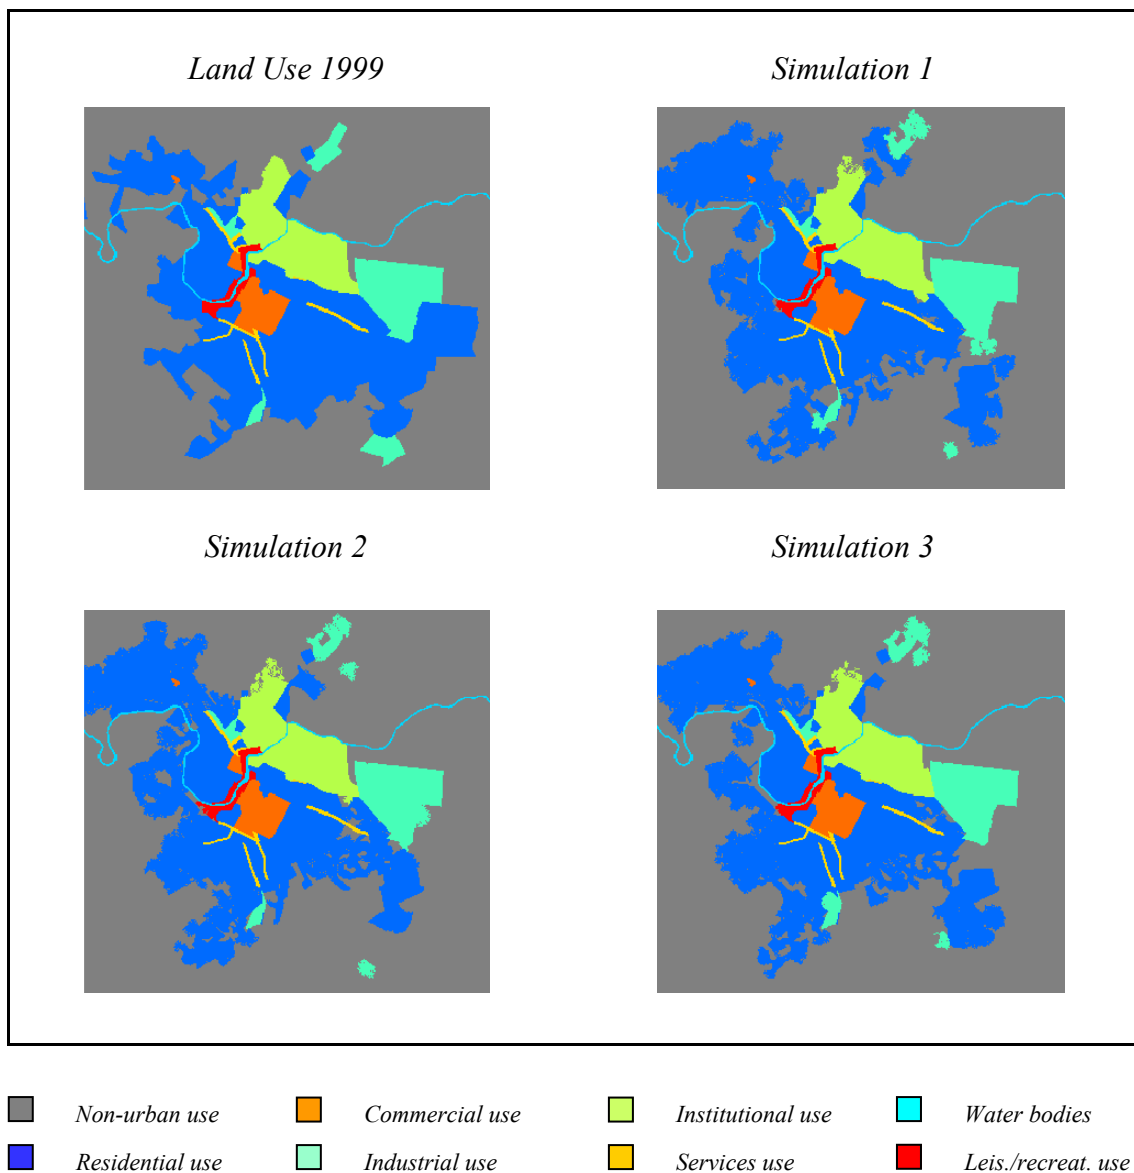 Land Use 1999
Simulation 1
Simulation 2
Simulation 3
Non-urban use
Commercial use
Institutional use
Water bodies
Residential use
Industrial use
Services use
Leis./recreat. use